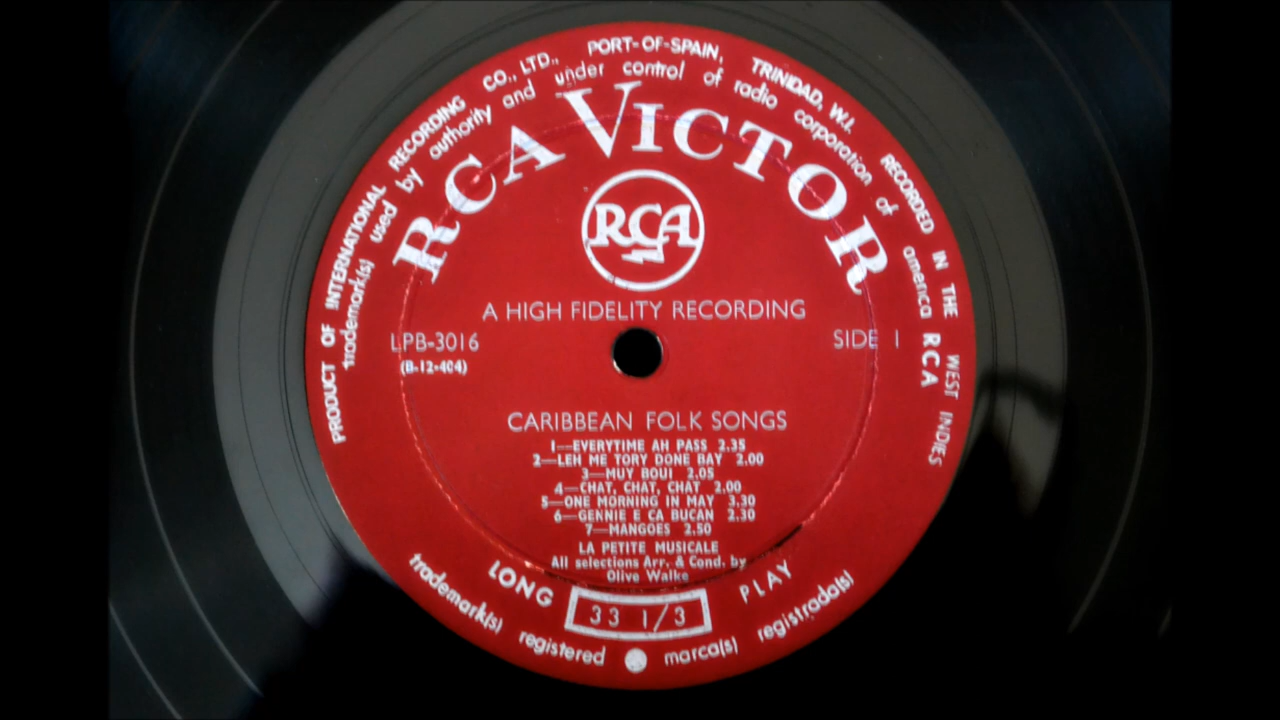 PRODUCT OF INTERNATIONAL RECORDING CO., LTD., PORT-OF-SPAIN, TRINIDAD, W.I. RECORDED IN THE WEST INDIES
trademark(s) used by authority and under control of radio corporation of america RCA
RCA VICTOR
RCA
A HIGH FIDELITY RECORDING
LPB-3016 SIDE 1
(B-12-404)
CARIBBEAN FOLK SONGS
1—EVERYTIME AH PASS 2.35
2—LEH ME TORY DONE BAY 2.00
3—MUY BOUI 2.05
4—CHAT, CHAT, CHAT 2.00
5—ONE MORNING IN MAY 3.30
6—GENNIE E CA BUCAN 2.30
7—MANGOES 2.50
LA PETITE MUSICALE
All selections Arr. & Cond. by
Olive Walke
LONG 33 1/3 PLAY
trademark(s) registered marca(s) registrada(s)